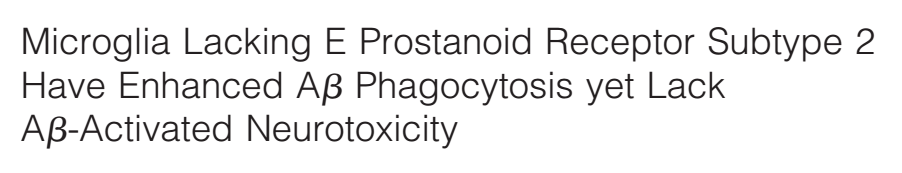 Microglia Lacking E Prostanoid Receptor Subtype 2
Have Enhanced Aβ Phagocytosis yet Lack
Aβ-Activated Neurotoxicity